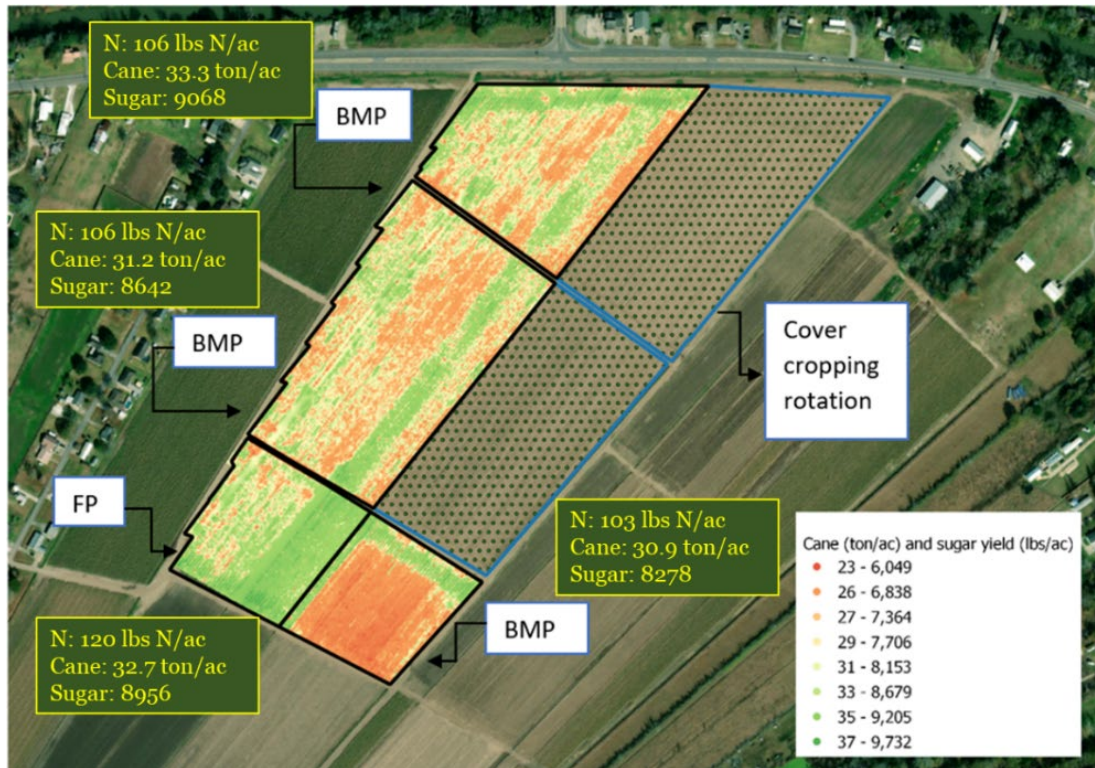 N: 106 lbs N/ac
Cane: 33.3 ton/ac
Sugar: 9068
BMP
N: 106 lbs N/ac
Cane: 31.2 ton/ac
Sugar: 8642
BMP
Cover
cropping
rotation
FP
N: 103 lbs N/ac
Cane: 30.9 ton/ac
Sugar: 8278
N: 120 lbs N/ac
Cane: 32.7 ton/ac
Sugar: 8956
BMP
Cane (ton/ac) and sugar yield (lbs/ac)
23 - 6,049
26 - 6,838
27 - 7,364
29 - 7,706
31 - 8,153
33 - 8,679
35 - 9,205
37 - 9,732